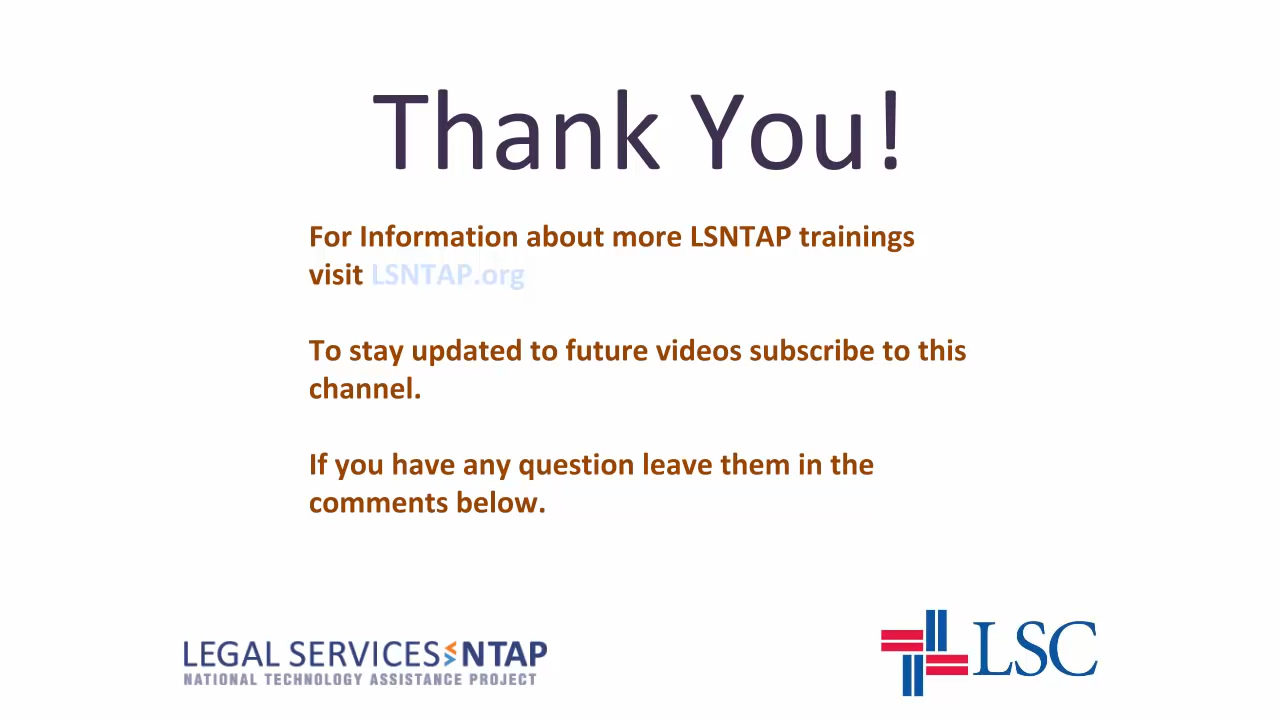 Thank You!
For Information about more LSNTAP trainings
visit LSNTAP.org
To stay updated to future videos subscribe to this
channel.
If you have any question leave them in the
comments below.
LEGAL SERVICES NTAP
NATIONAL TECHNOLOGY ASSISTANCE PROJECT
LSC